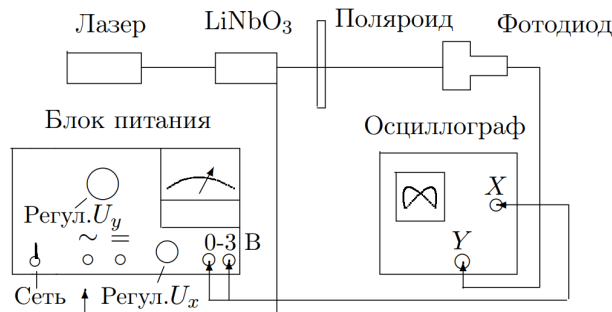 Лазер
LiNbO₃
Поляроид
Фотодиод
Блок питания
Осциллограф
Регул.Uy
~ =
0-3 В
X
Y
Сеть
Регул.Ux